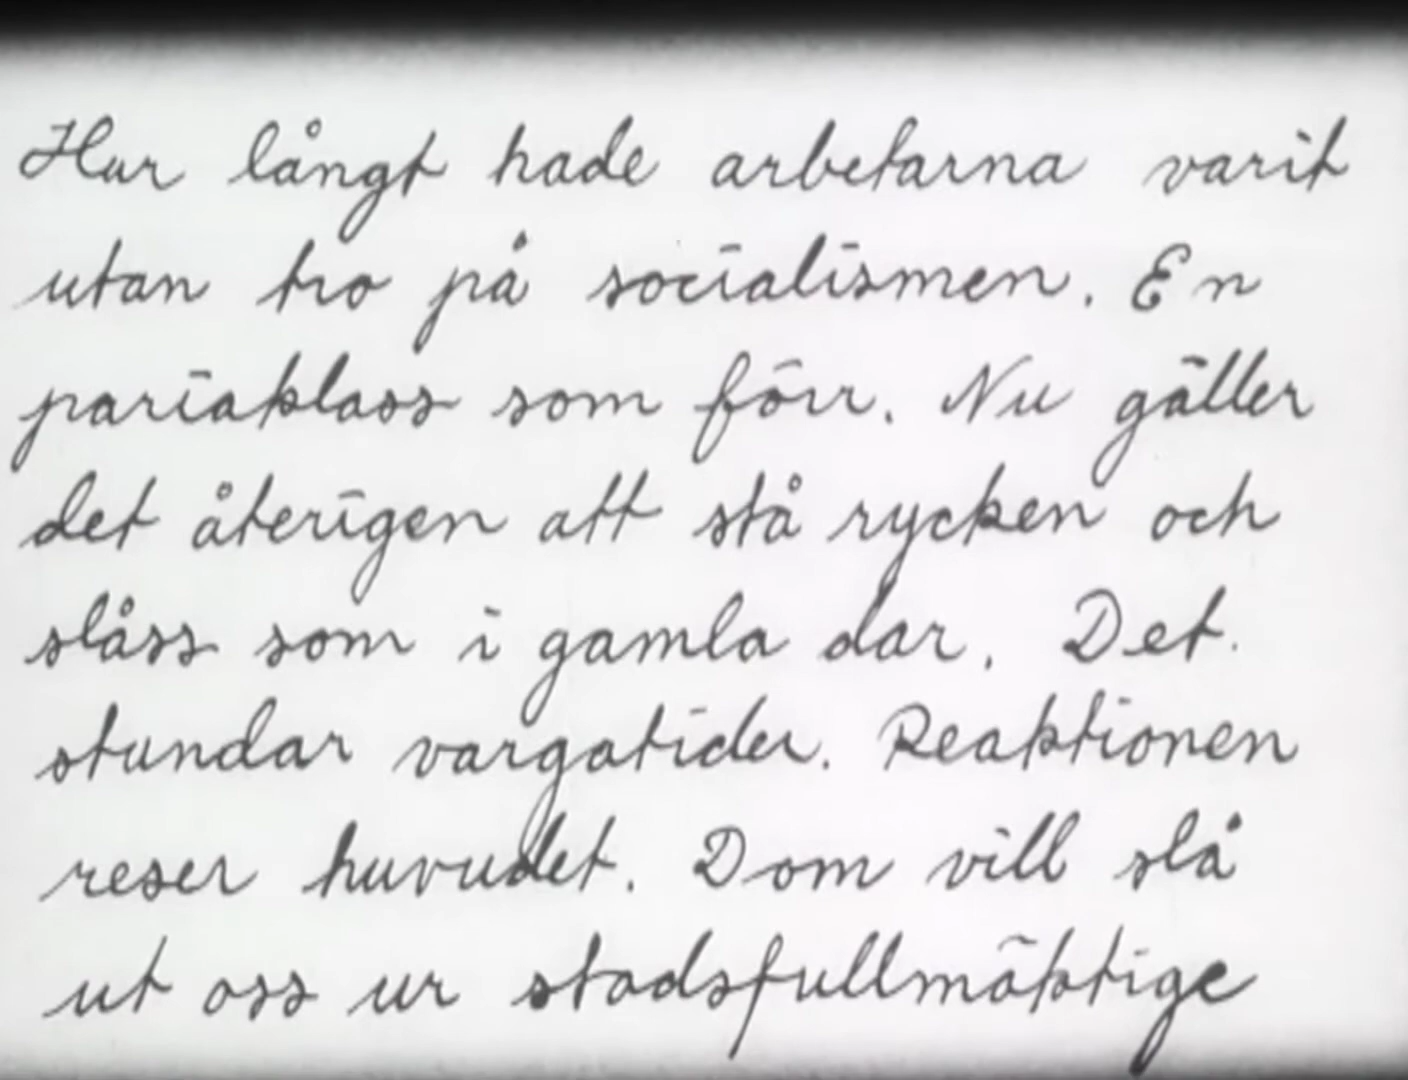 Hur långt hade arbetarna varit
utan tro på socialismen. En
pariaklass som förr. Nu gäller
det återigen att stå rycken och
slåss som i gamla dar. Det
stundar vargatider. Reaktionen
reser huvudet. Dom vill slå
ut oss ur stadsfullmäktige